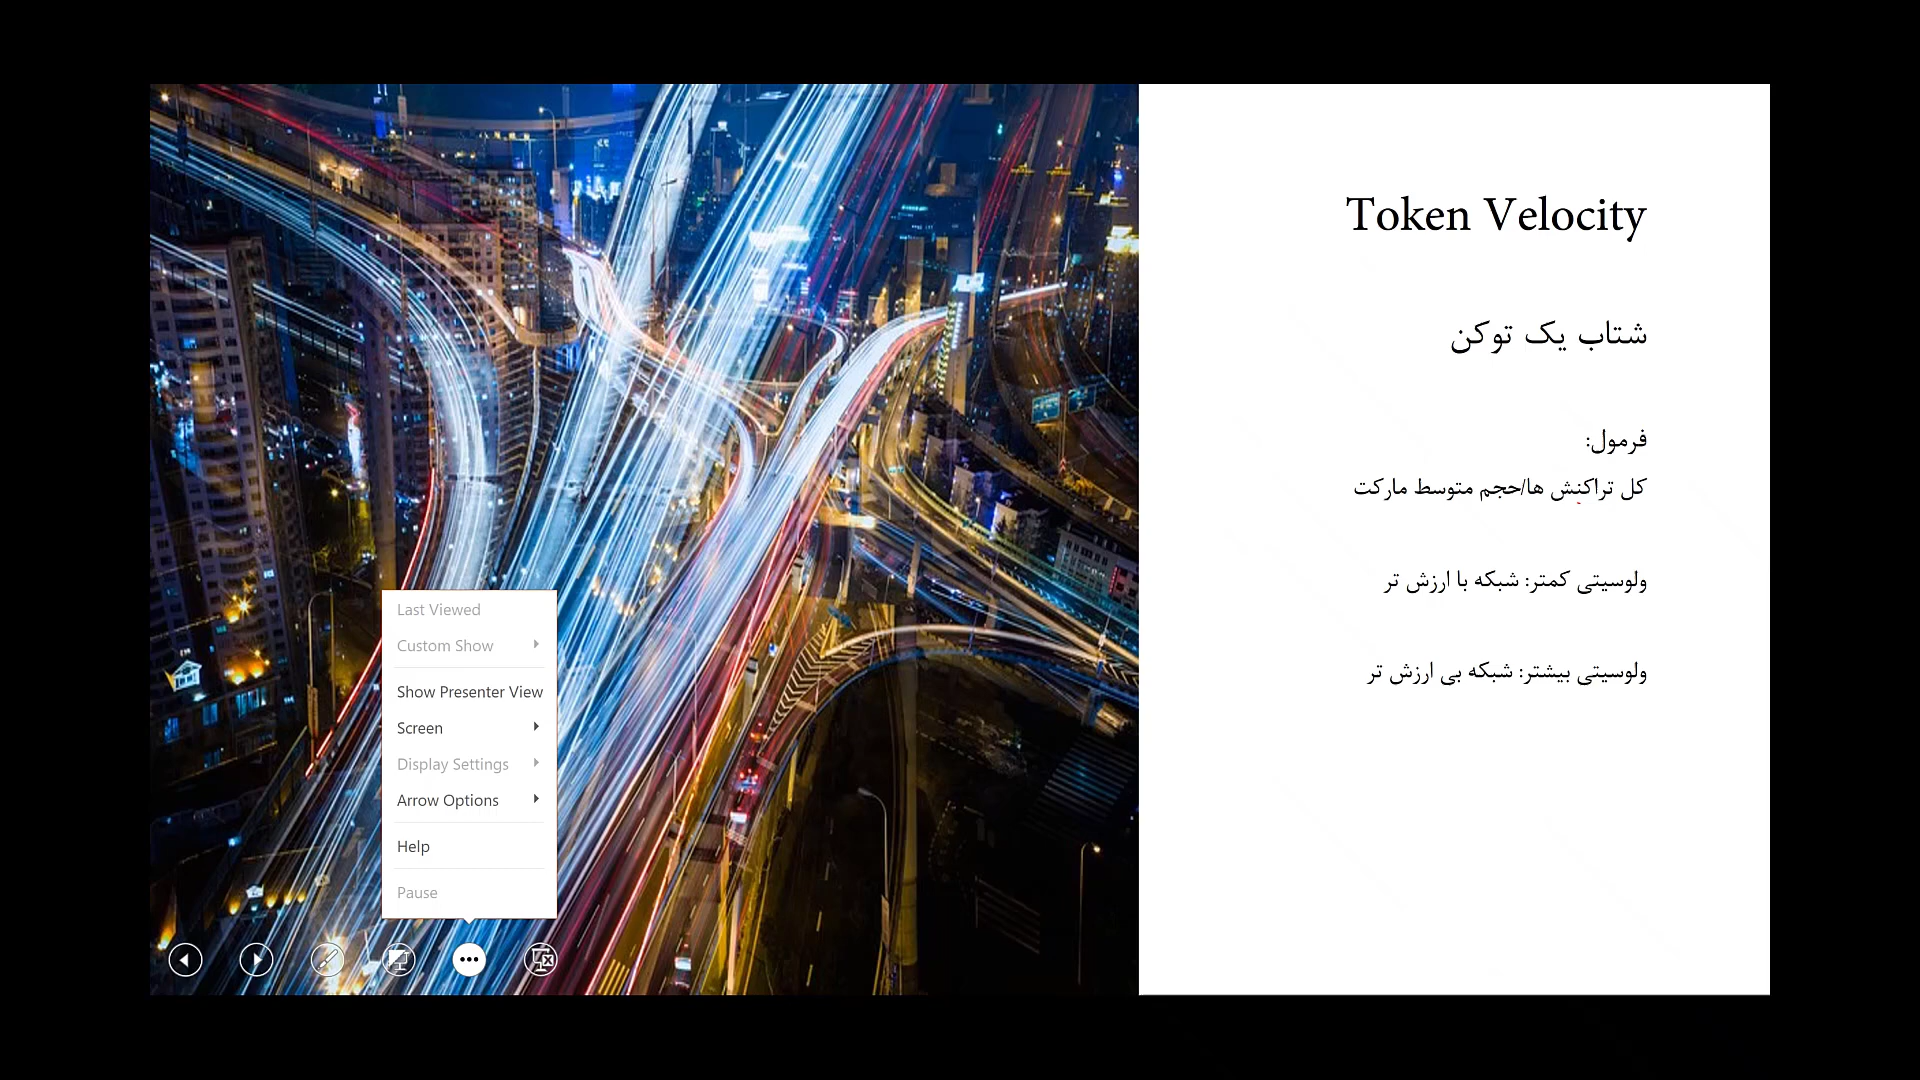 Token Velocity
شتاب یک توکن
فرمول:
کل تراکنش ها/حجم متوسط مارکت
ولوسیتی کمتر: شبکه با ارزش تر
ولوسیتی بیشتر: شبکه بی ارزش تر
Last Viewed
Custom Show
Show Presenter View
Screen
Display Settings
Arrow Options
Help
Pause